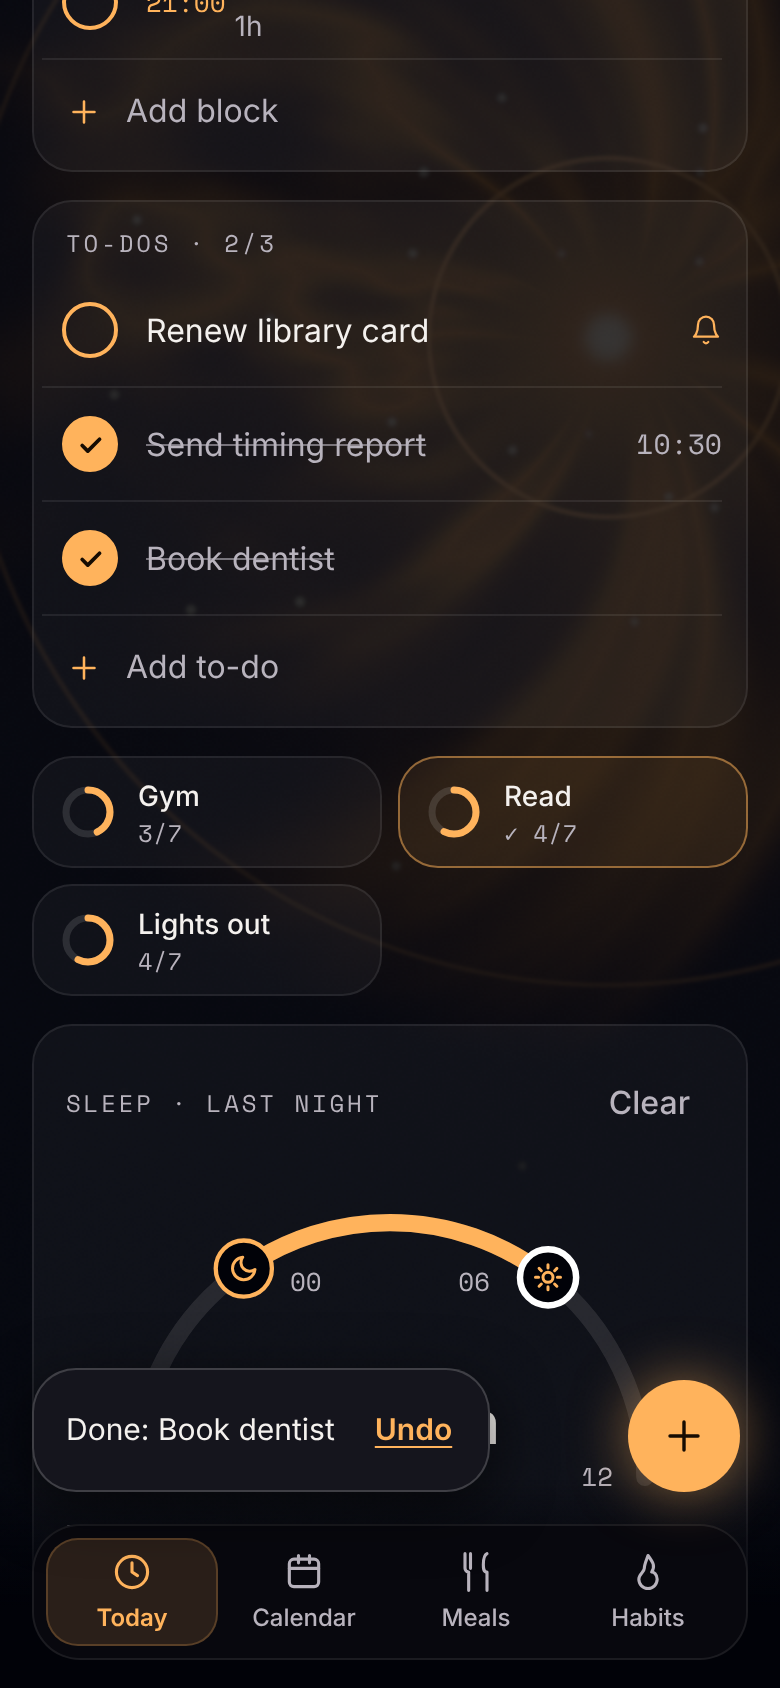 21:00
1h
Add block
TO-DOS · 2/3
Renew library card
Send timing report 10:30
Book dentist
Add to-do
Gym
3/7
Read
✓ 4/7
Lights out
4/7
SLEEP · LAST NIGHT Clear
00 06
Done: Book dentist Undo
12
Today Calendar Meals Habits